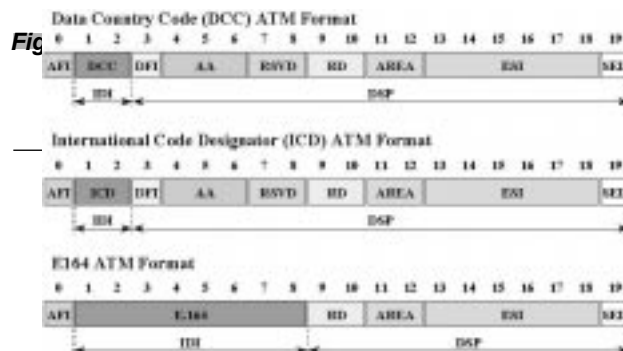 Data Country Code (DCC) ATM Format
Fig
0 1 2 3 4 5 6 7 8 9 10 11 12 13 14 15 16 17 18 19
AFI DCC DFI AA RSVD RD AREA ESI SEL
IDI DSP
International Code Designator (ICD) ATM Format
0 1 2 3 4 5 6 7 8 9 10 11 12 13 14 15 16 17 18 19
AFI ICD DFI AA RSVD RD AREA ESI SEL
IDI DSP
E164 ATM Format
0 1 2 3 4 5 6 7 8 9 10 11 12 13 14 15 16 17 18 19
AFI E.164 RD AREA ESI SEL
IDI DSP